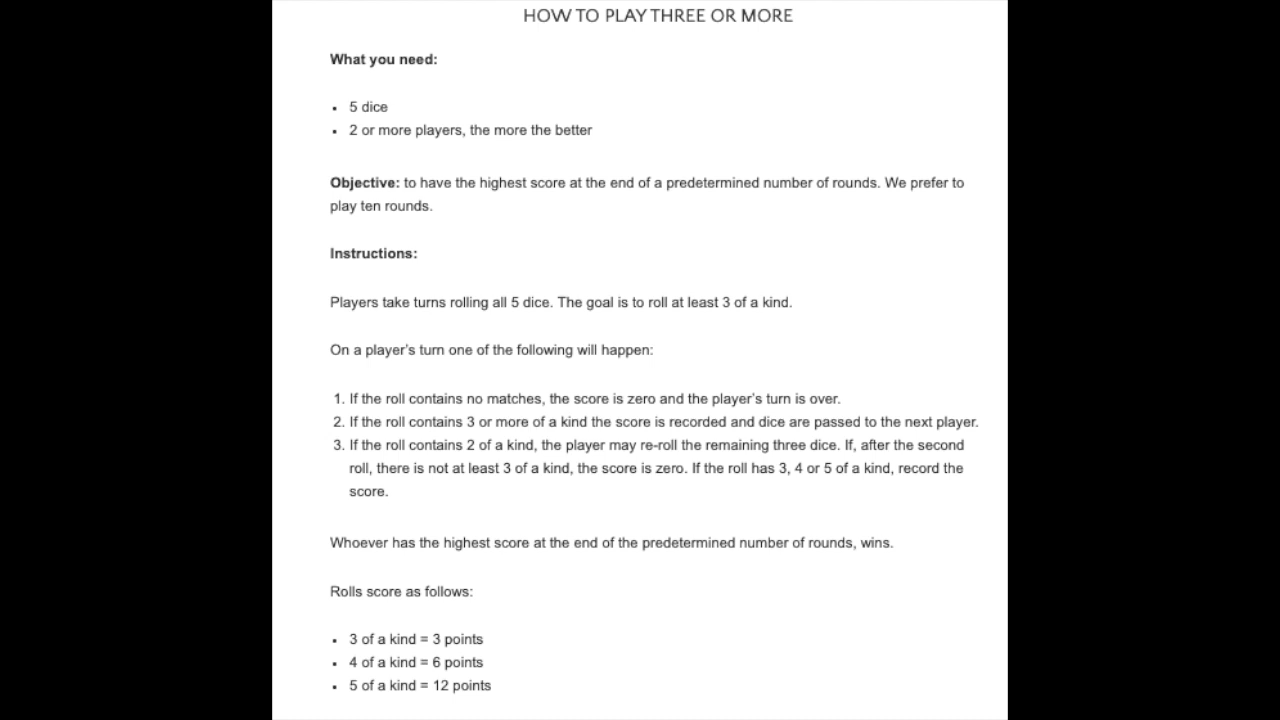 HOW TO PLAY THREE OR MORE
What you need:
• 5 dice
• 2 or more players, the more the better
Objective: to have the highest score at the end of a predetermined number of rounds. We prefer to
play ten rounds.
Instructions:
Players take turns rolling all 5 dice. The goal is to roll at least 3 of a kind.
On a player's turn one of the following will happen:
1. If the roll contains no matches, the score is zero and the player's turn is over.
2. If the roll contains 3 or more of a kind the score is recorded and dice are passed to the next player.
3. If the roll contains 2 of a kind, the player may re-roll the remaining three dice. If, after the second
roll, there is not at least 3 of a kind, the score is zero. If the roll has 3, 4 or 5 of a kind, record the
score.
Whoever has the highest score at the end of the predetermined number of rounds, wins.
Rolls score as follows:
• 3 of a kind = 3 points
• 4 of a kind = 6 points
• 5 of a kind = 12 points